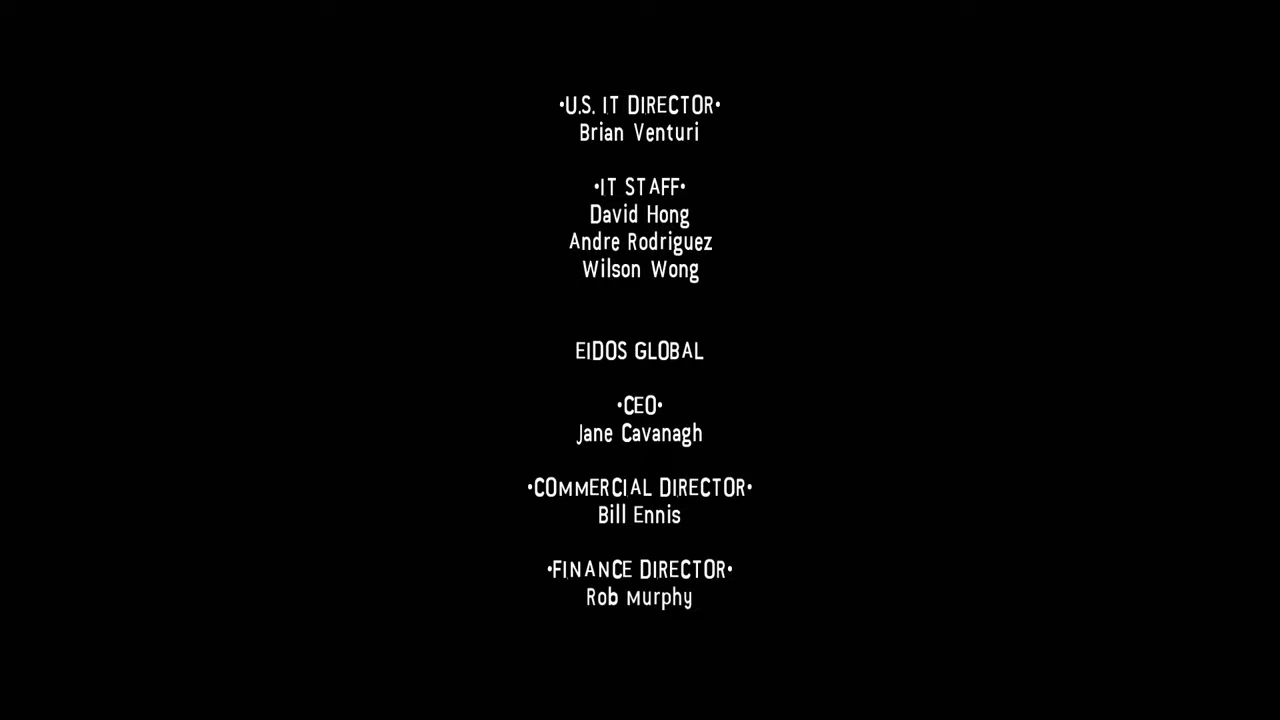 •U.S. IT DIRECTOR•
Brian Venturi
•IT STAFF•
David Hong
Andre Rodriguez
Wilson Wong
EIDOS GLOBAL
•CEO•
Jane Cavanagh
•COMMERCIAL DIRECTOR•
Bill Ennis
•FINANCE DIRECTOR•
Rob Murphy